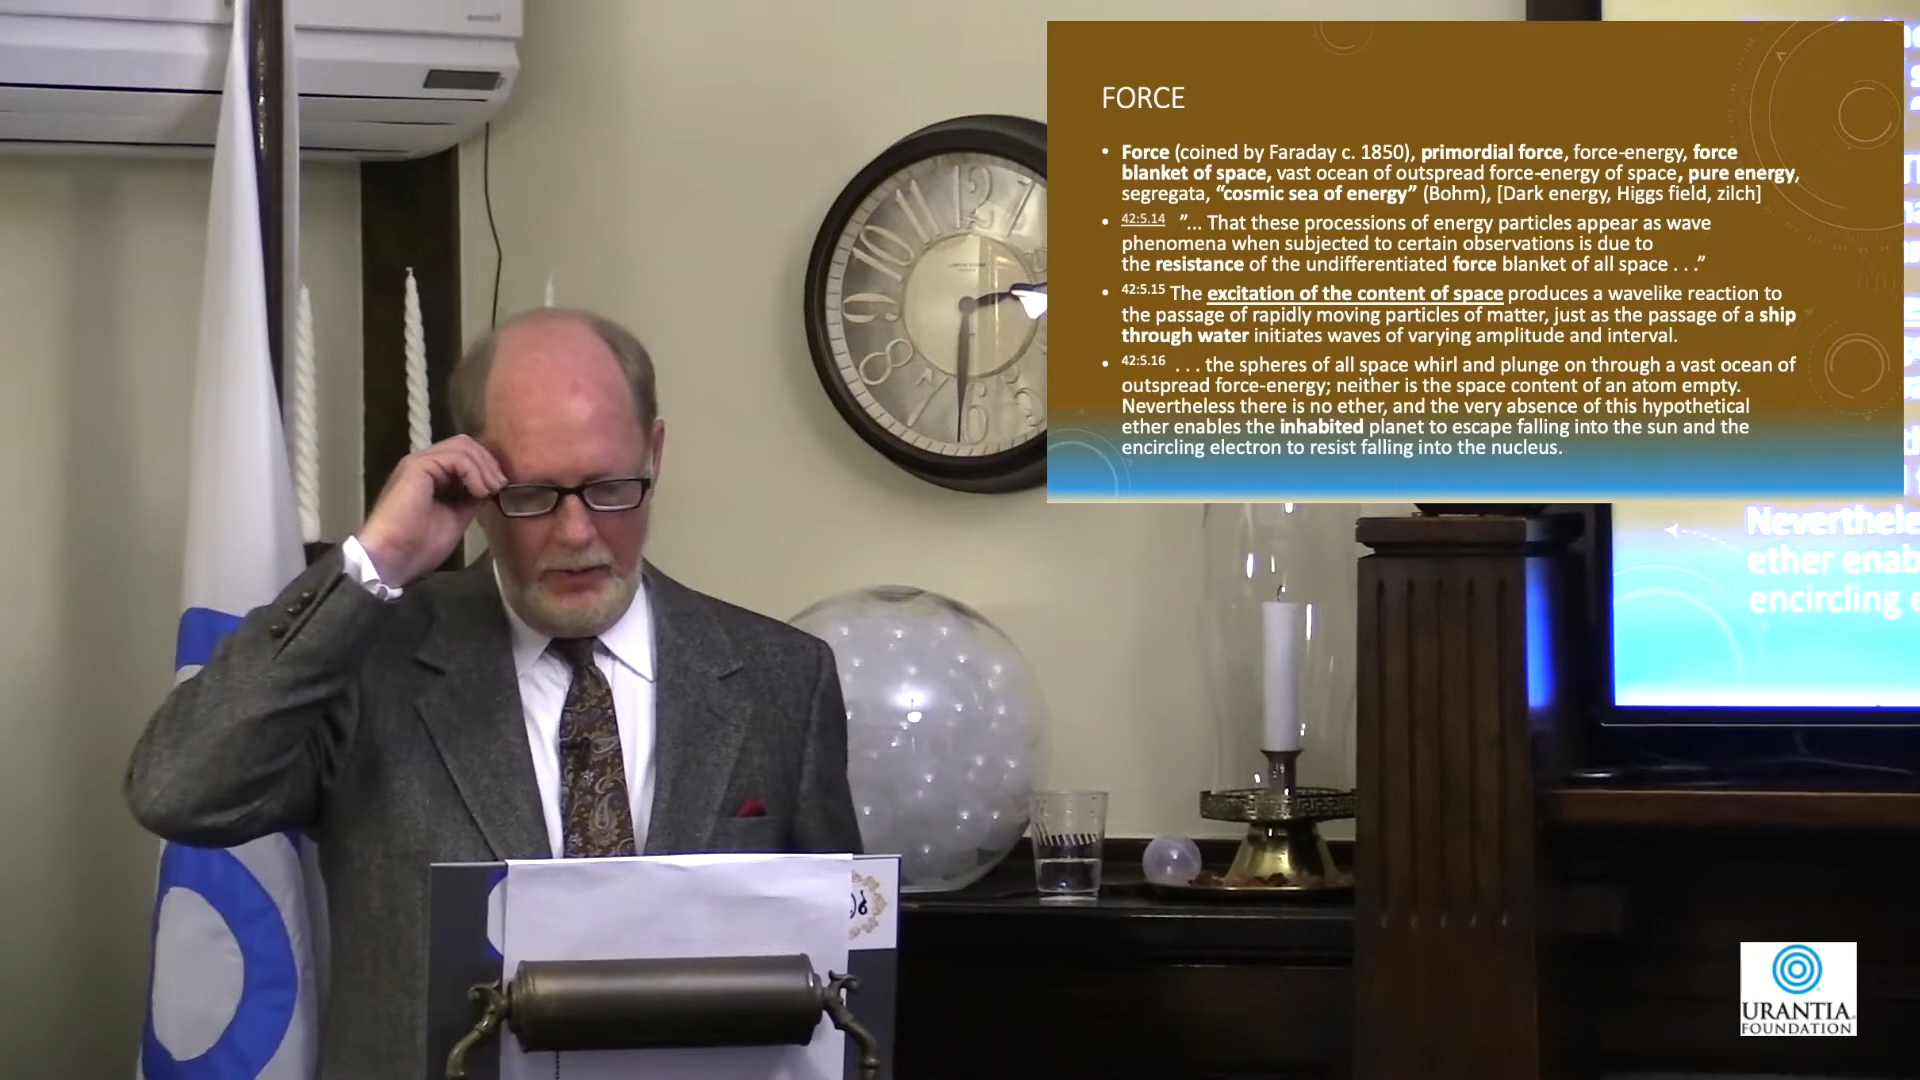 FORCE
• Force (coined by Faraday c. 1850), primordial force, force-energy, force
blanket of space, vast ocean of outspread force-energy of space, pure energy,
segregata, “cosmic sea of energy” (Bohm), [Dark energy, Higgs field, zilch]
• 42:5.14 ”... That these processions of energy particles appear as wave
phenomena when subjected to certain observations is due to
the resistance of the undifferentiated force blanket of all space . . .”
• 42:5.15 The excitation of the content of space produces a wavelike reaction to
the passage of rapidly moving particles of matter, just as the passage of a ship
through water initiates waves of varying amplitude and interval.
• 42:5.16 . . . the spheres of all space whirl and plunge on through a vast ocean of
outspread force-energy; neither is the space content of an atom empty.
Nevertheless there is no ether, and the very absence of this hypothetical
ether enables the inhabited planet to escape falling into the sun and the
encircling electron to resist falling into the nucleus.
12
10
9
8
6
5
ether enab
encircling
URANTIA
FOUNDATION